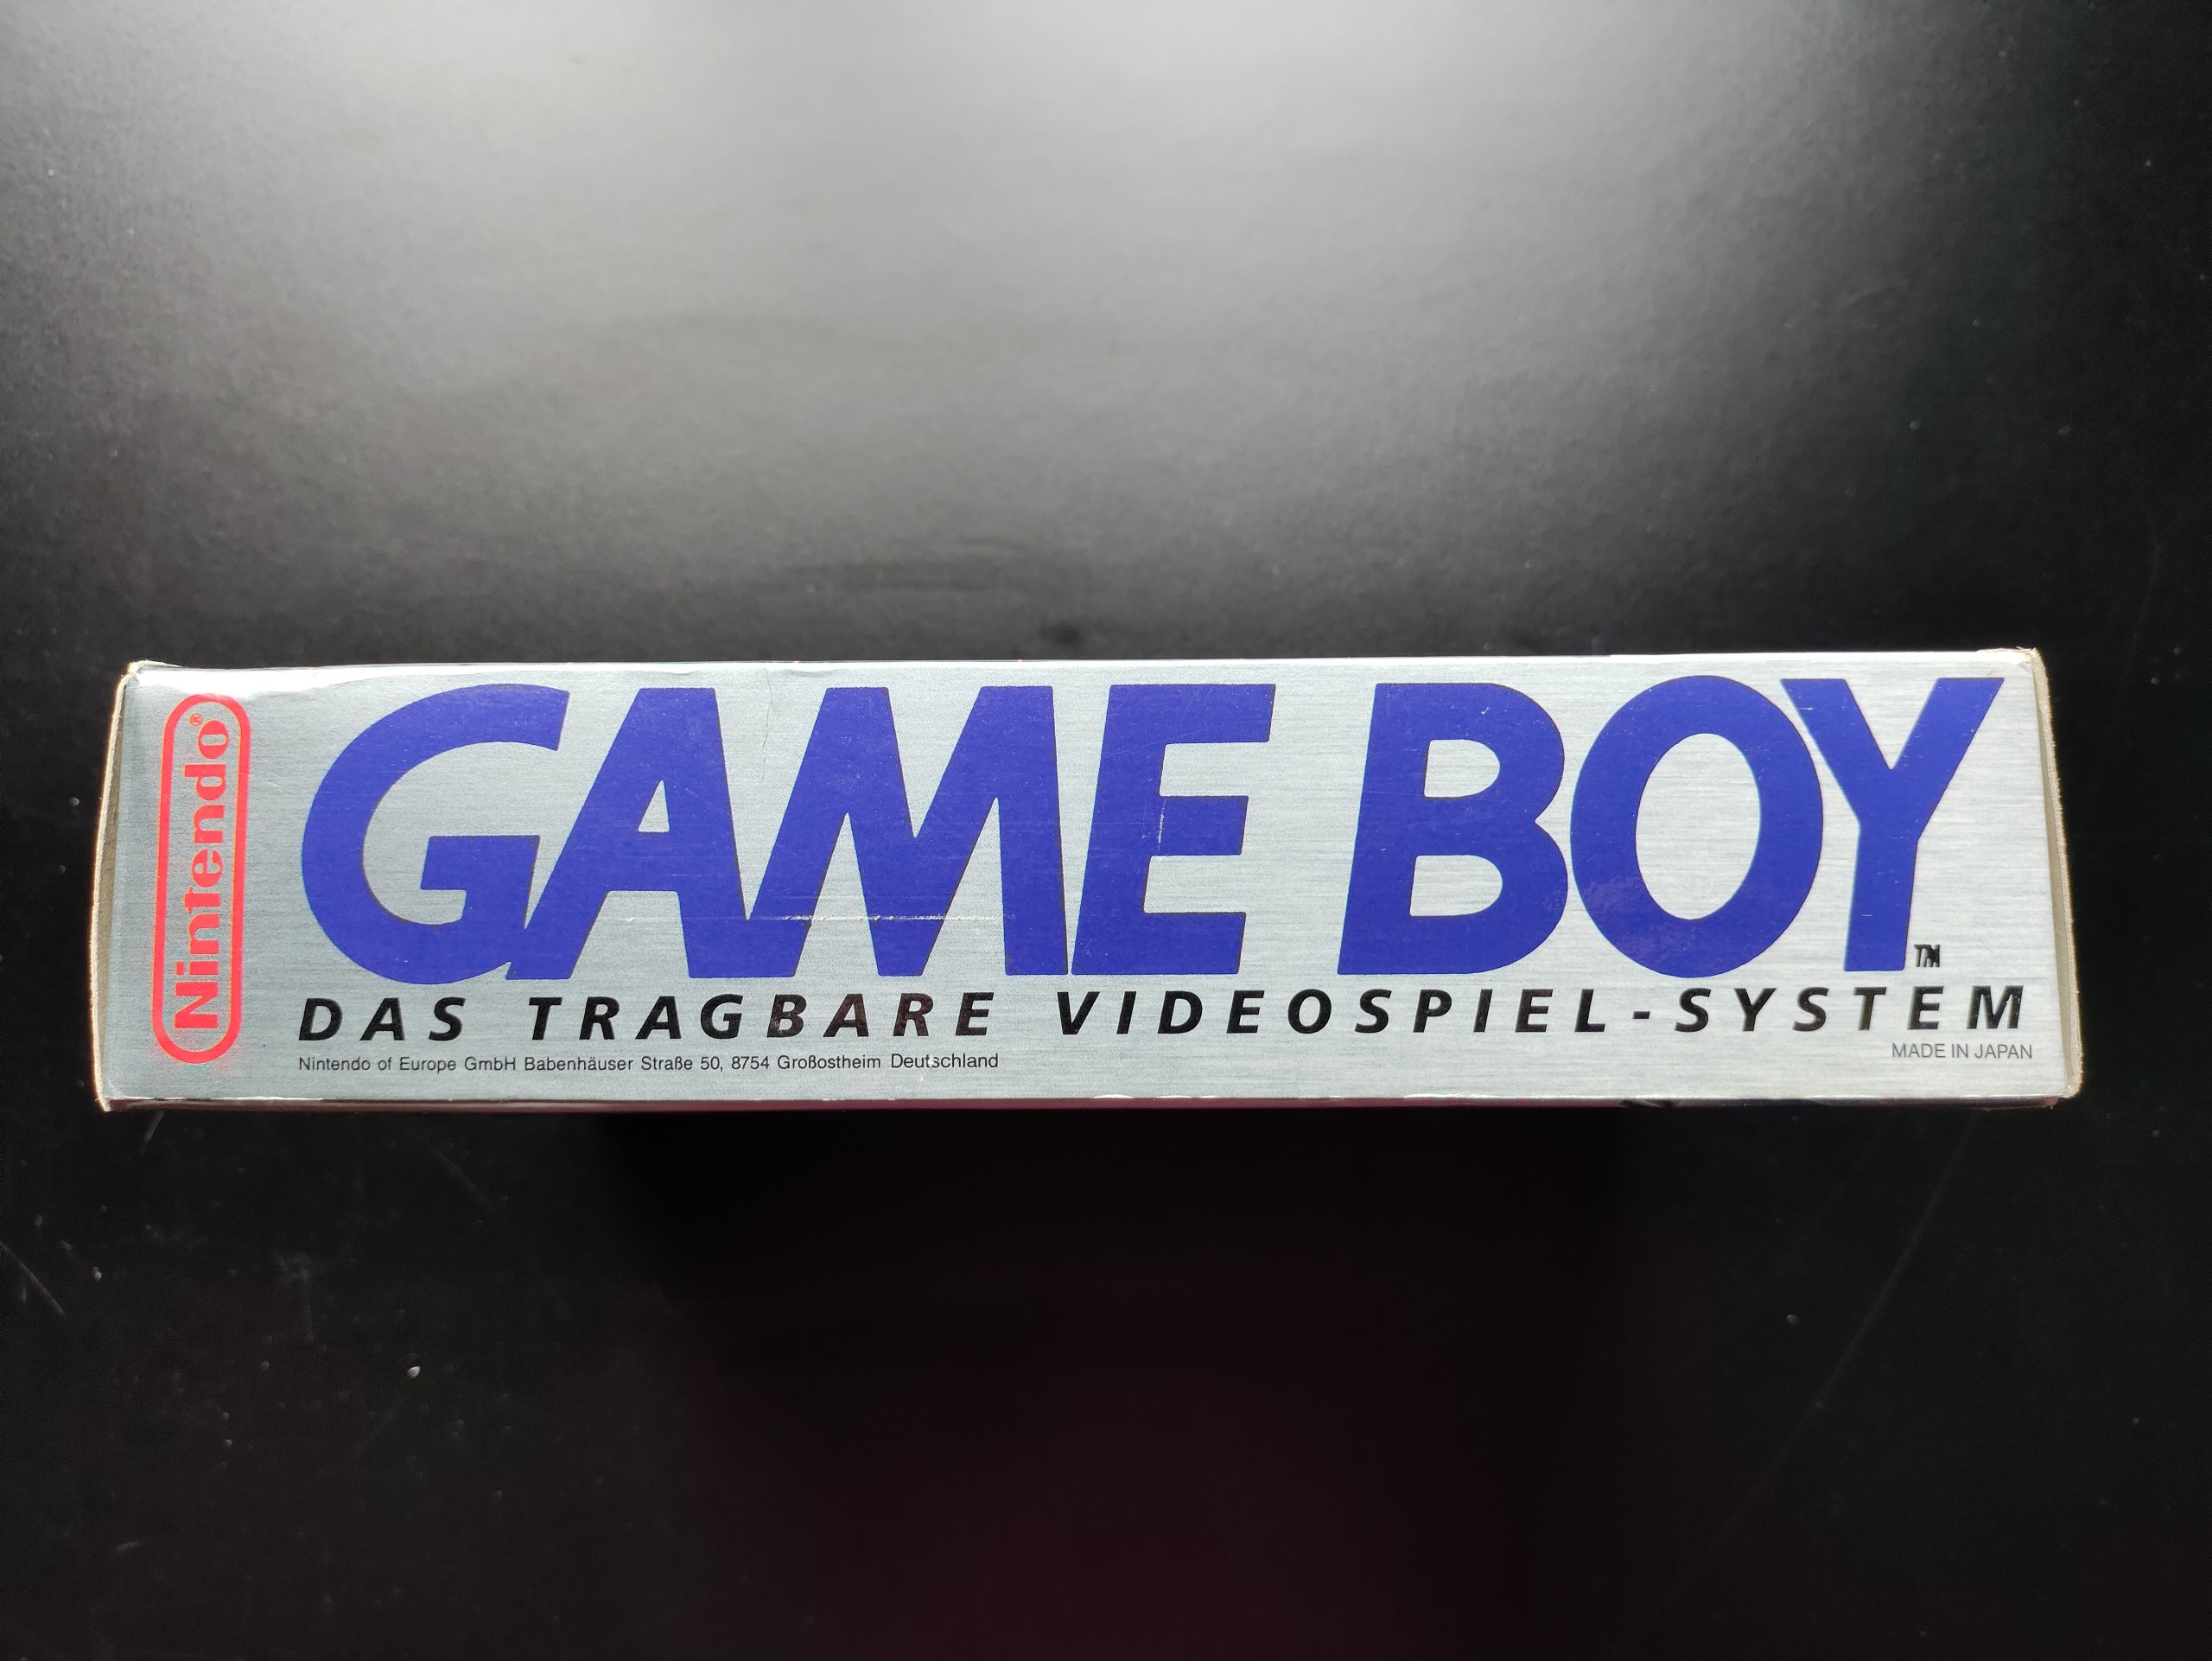 Nintendo®
GAME BOY™
DAS TRAGBARE VIDEOSPIEL-SYSTEM
Nintendo of Europe GmbH Babenhäuser Straße 50, 8754 Großostheim Deutschland
MADE IN JAPAN